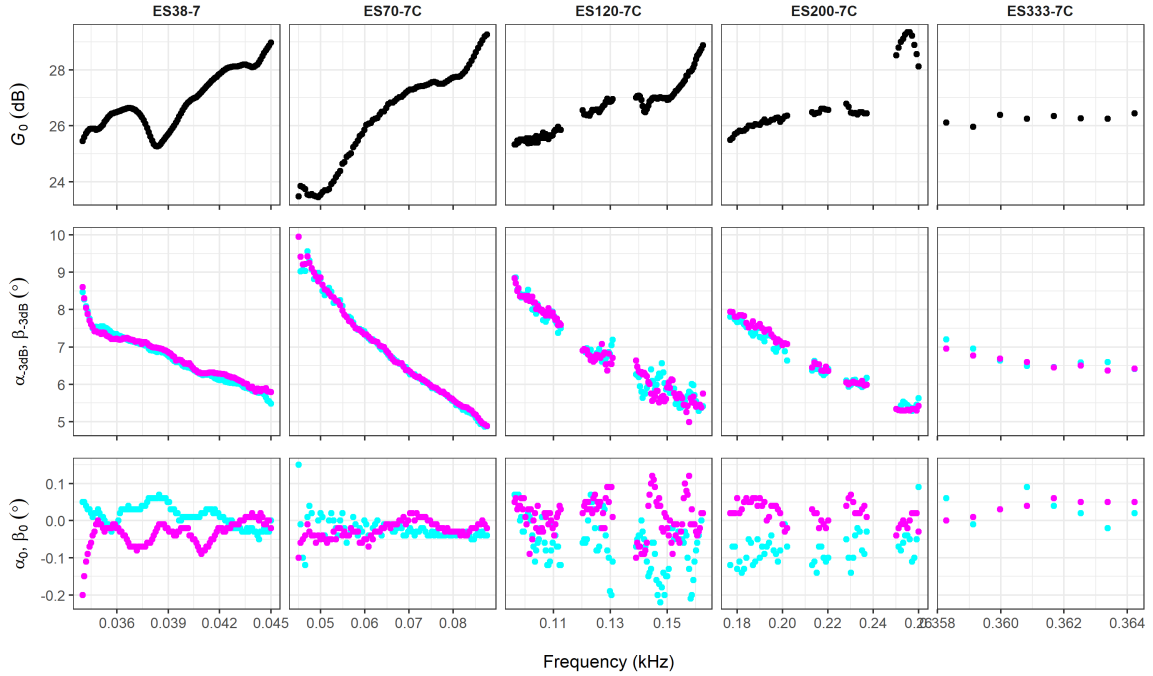 ES38-7 ES70-7C ES120-7C ES200-7C ES333-7C
G0 (dB)
28
26
24
α-3dB, β-3dB (°)
10
9
8
7
6
5
α0, β0 (°)
0.1
0.0
-0.1
-0.2
0.036 0.039 0.042 0.045 0.05 0.06 0.07 0.08 0.11 0.13 0.15 0.18 0.20 0.22 0.24 0.26 0.358 0.360 0.362 0.364
Frequency (kHz)